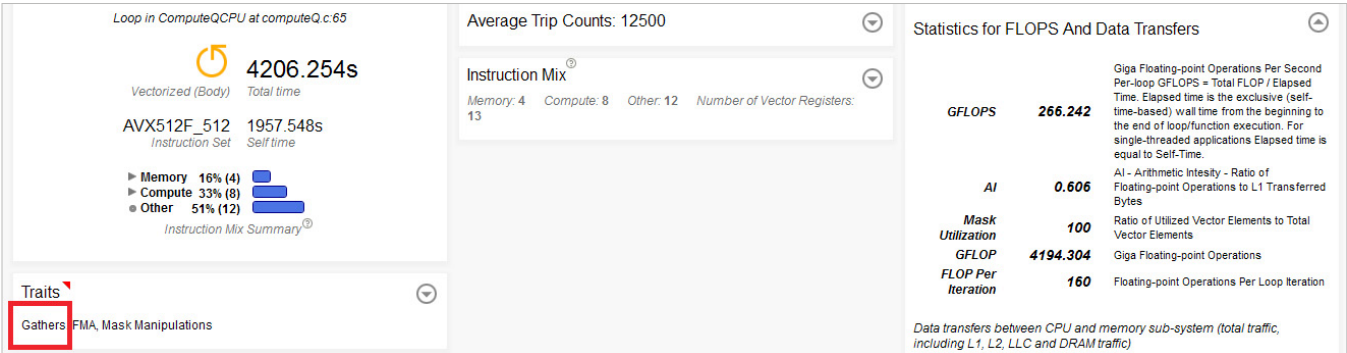 Loop in ComputeQCPU at computeQ.c:65
4206.254s
Vectorized (Body) Total time
AVX512F_512 1957.548s
Instruction Set Self time
Memory 16% (4)
Compute 33% (8)
Other 51% (12)
Instruction Mix Summary?
Traits
Gathers, FMA, Mask Manipulations
Average Trip Counts: 12500
Instruction Mix?
Memory: 4 Compute: 8 Other: 12 Number of Vector Registers:
13
Statistics for FLOPS And Data Transfers
GFLOPS 266.242
Giga Floating-point Operations Per Second
Per-loop GFLOPS = Total FLOP / Elapsed
Time. Elapsed time is the exclusive (self-
time-based) wall time from the beginning to
the end of loop/function execution. For
single-threaded applications Elapsed time is
equal to Self-Time.
AI 0.606
AI - Arithmetic Intesity - Ratio of
Floating-point Operations to L1 Transferred
Bytes
Mask
Utilization
100
Ratio of Utilized Vector Elements to Total
Vector Elements
GFLOP 4194.304 Giga Floating-point Operations
FLOP Per
Iteration
160 Floating-point Operations Per Loop Iteration
Data transfers between CPU and memory sub-system (total traffic,
including L1, L2, LLC and DRAM traffic)